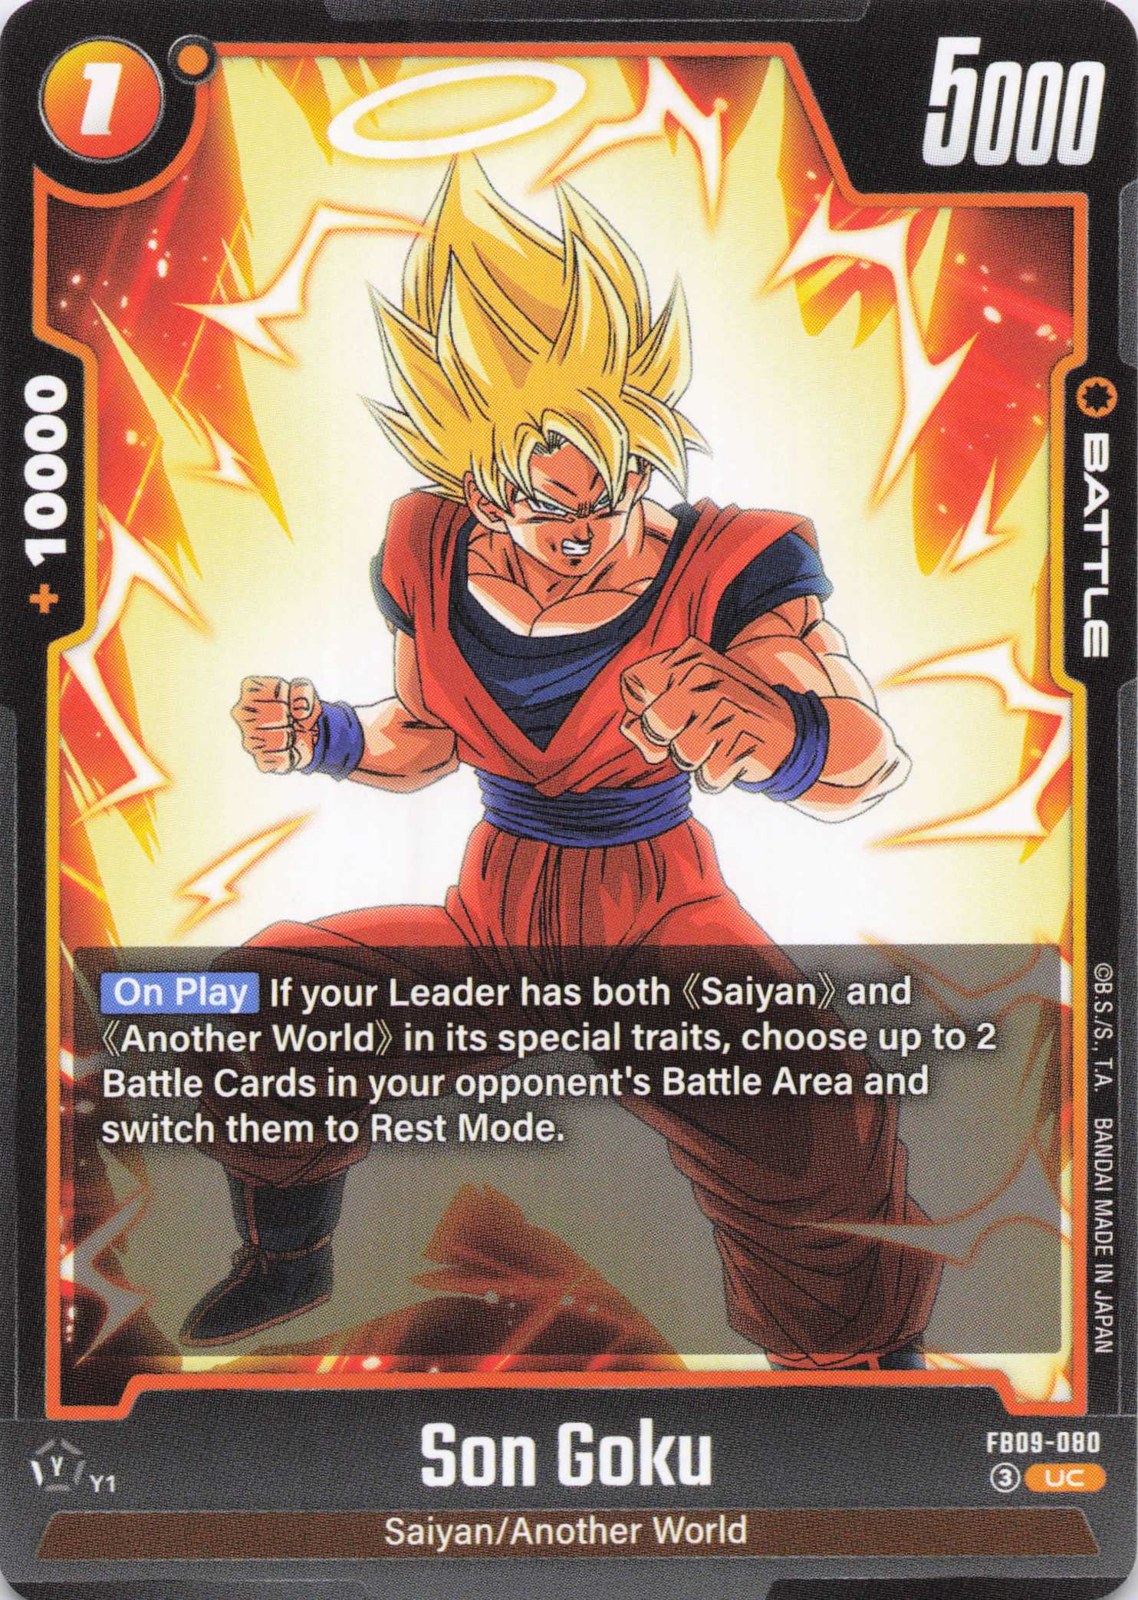 1
5000
+10000
BATTLE
On Play If your Leader has both 《Saiyan》 and
《Another World》 in its special traits, choose up to 2
Battle Cards in your opponent's Battle Area and
switch them to Rest Mode.
©B.S./S., T.A. BANDAI MADE IN JAPAN
Son Goku
FB09-080
Y Y1
③ UC
Saiyan/Another World